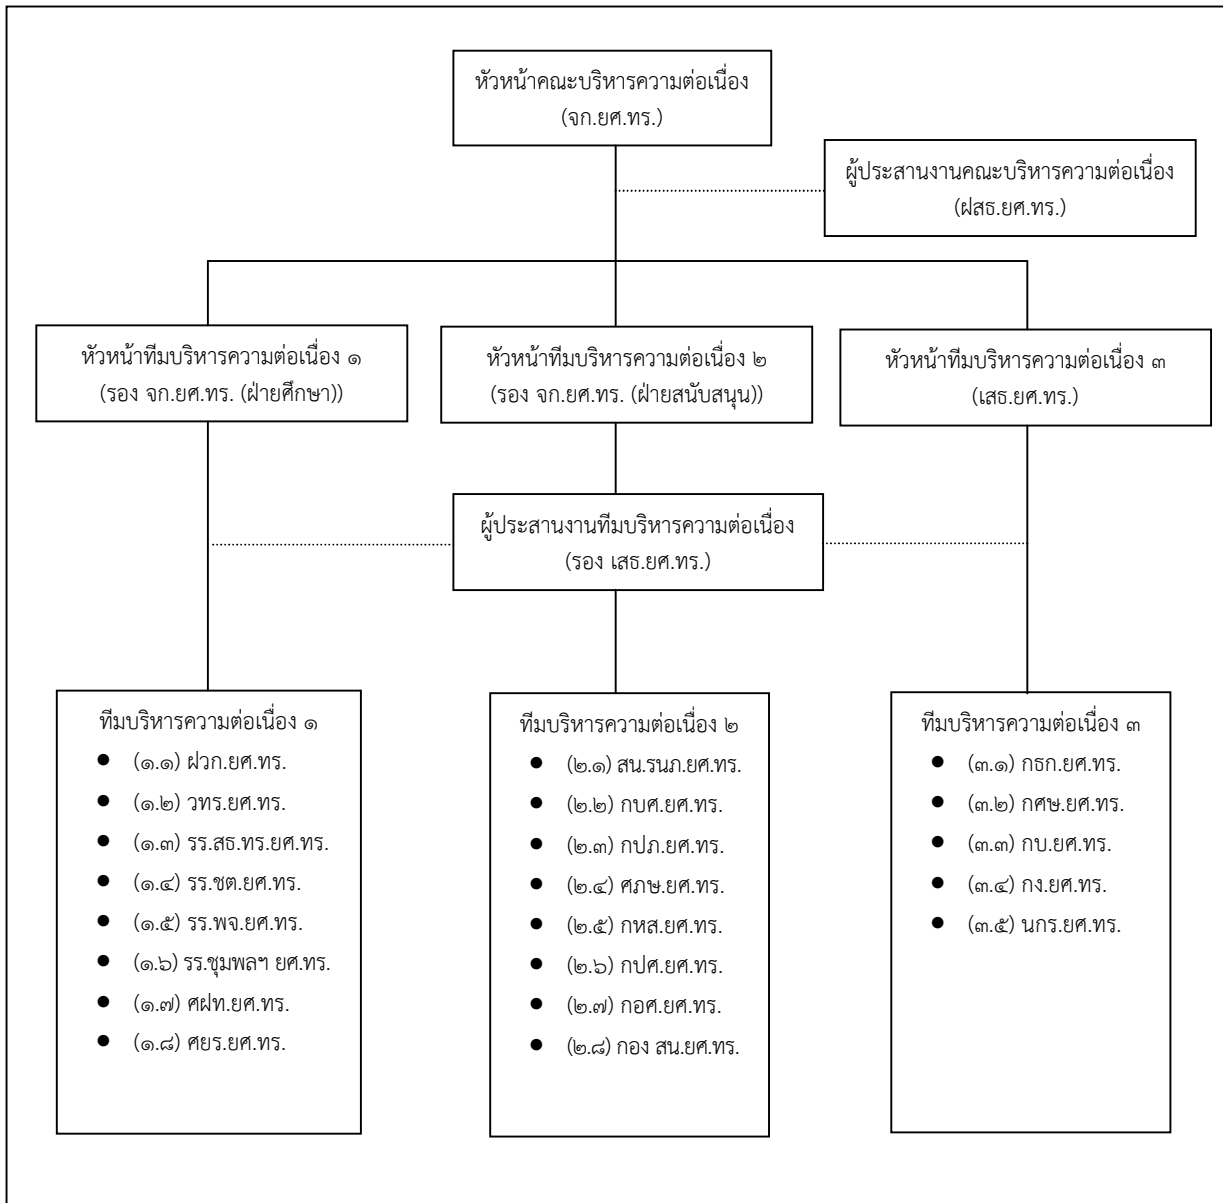 หัวหน้าคณะบริหารความต่อเนื่อง
(จก.ยศ.ทร.)
ผู้ประสานงานคณะบริหารความต่อเนื่อง
(ฝสธ.ยศ.ทร.)
หัวหน้าทีมบริหารความต่อเนื่อง ๑
(รอง จก.ยศ.ทร. (ฝ่ายศึกษา))
หัวหน้าทีมบริหารความต่อเนื่อง ๒
(รอง จก.ยศ.ทร. (ฝ่ายสนับสนุน))
หัวหน้าทีมบริหารความต่อเนื่อง ๓
(เสธ.ยศ.ทร.)
ผู้ประสานงานทีมบริหารความต่อเนื่อง
(รอง เสธ.ยศ.ทร.)
ทีมบริหารความต่อเนื่อง ๑
● (๑.๑) ฝวก.ยศ.ทร.
● (๑.๒) วทร.ยศ.ทร.
● (๑.๓) รร.สธ.ทร.ยศ.ทร.
● (๑.๔) รร.ชต.ยศ.ทร.
● (๑.๕) รร.พจ.ยศ.ทร.
● (๑.๖) รร.ชุมพลฯ ยศ.ทร.
● (๑.๗) ศฝท.ยศ.ทร.
● (๑.๘) ศยร.ยศ.ทร.
ทีมบริหารความต่อเนื่อง ๒
● (๒.๑) สน.รนภ.ยศ.ทร.
● (๒.๒) กบศ.ยศ.ทร.
● (๒.๓) กปภ.ยศ.ทร.
● (๒.๔) ศภษ.ยศ.ทร.
● (๒.๕) กหส.ยศ.ทร.
● (๒.๖) กปศ.ยศ.ทร.
● (๒.๗) กอศ.ยศ.ทร.
● (๒.๘) กอง สน.ยศ.ทร.
ทีมบริหารความต่อเนื่อง ๓
● (๓.๑) กธก.ยศ.ทร.
● (๓.๒) กศษ.ยศ.ทร.
● (๓.๓) กบ.ยศ.ทร.
● (๓.๔) กง.ยศ.ทร.
● (๓.๕) นกร.ยศ.ทร.